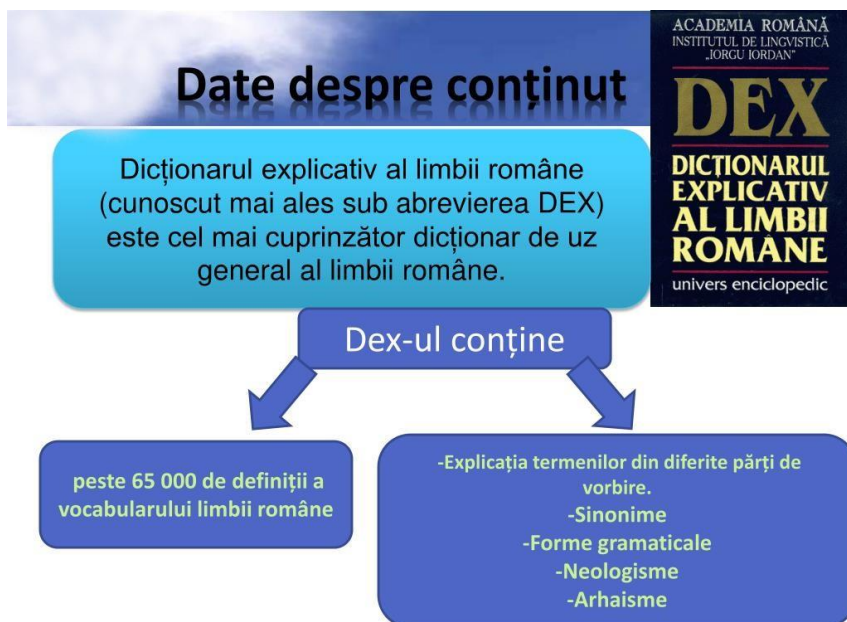 Date despre conținut
ACADEMIA ROMÂNĂ
INSTITUTUL DE LINGVISTICĂ
„IORGU IORDAN”
DEX
DICȚIONARUL
EXPLICATIV
AL LIMBII
ROMÂNE
univers enciclopedic
Dicționarul explicativ al limbii române
(cunoscut mai ales sub abrevierea DEX)
este cel mai cuprinzător dicționar de uz
general al limbii române.
Dex-ul conține
peste 65 000 de definiții a
vocabularului limbii române
-Explicația termenilor din diferite părți de
vorbire.
-Sinonime
-Forme gramaticale
-Neologisme
-Arhaisme